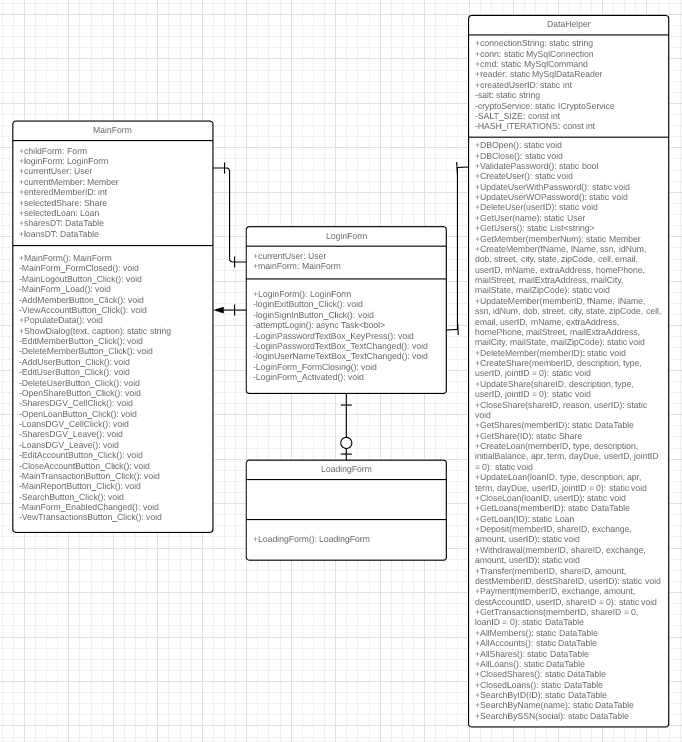 MainForm
+childForm: Form
+loginForm: LoginForm
+currentUser: User
+currentMember: Member
+enteredMemberID: int
+selectedShare: Share
+selectedLoan: Loan
+sharesDT: DataTable
+loansDT: DataTable
+MainForm(): MainForm
-MainForm_FormClosed(): void
-MainLogoutButton_Click(): void
-MainForm_Load(): void
-AddMemberButton_Click(): void
-ViewAccountButton_Click(): void
+PopulateData(): void
+ShowDialog(text, caption): static string
-EditMemberButton_Click(): void
-DeleteMemberButton_Click(): void
-AddUserButton_Click(): void
-EditUserButton_Click(): void
-DeleteUserButton_Click(): void
-OpenShareButton_Click(): void
-SharesDGV_CellClick(): void
-OpenLoanButton_Click(): void
-LoansDGV_CellClick(): void
-SharesDGV_Leave(): void
-LoansDGV_Leave(): void
-EditAccountButton_Click(): void
-CloseAccountButton_Click(): void
-MainTransactionButton_Click(): void
-MainReportButton_Click(): void
-SearchButton_Click(): void
-MainForm_EnabledChanged(): void
-VewTransactionsButton_Click(): void
LoginForm
+currentUser: User
+mainForm: MainForm
+LoginForm(): LoginForm
-loginExitButton_Click(): void
-loginSignInButton_Click(): void
-attemptLogin(): async Task<bool>
-LoginPasswordTextBox_KeyPress(): void
-LoginPasswordTextBox_TextChanged(): void
-loginUserNameTextBox_TextChanged(): void
-LoginForm_FormClosing(): void
-LoginForm_Activated(): void
LoadingForm
+LoadingForm(): LoadingForm
DataHelper
+connectionString: static string
+conn: static MySqlConnection
+cmd: static MySqlCommand
+reader: static MySqlDataReader
+createdUserID: static int
-salt: static string
-cryptoService: static ICryptoService
-SALT_SIZE: const int
-HASH_ITERATIONS: const int
+DBOpen(): static void
+DBClose(): static void
+ValidatePassword(): static bool
+CreateUser(): static void
+UpdateUserWithPassword(): static void
+UpdateUserWOPassword(): static void
+DeleteUser(userID): static void
+GetUser(name): static User
+GetUsers(): static List<string>
+GetMember(memberNum): static Member
+CreateMember(fName, lName, ssn, idNum,
dob, street, city, state, zipCode, cell, email,
userID, mName, extraAddress, homePhone,
mailStreet, mailExtraAddress, mailCity,
mailState, mailZipCode): static void
+UpdateMember(memberID, fName, lName,
ssn, idNum, dob, street, city, state, zipCode, cell,
email, userID, mName, extraAddress,
homePhone, mailStreet, mailExtraAddress,
mailCity, mailState, mailZipCode): static void
+DeleteMember(memberID): static void
+CreateShare(memberID, description, type,
userID, jointID = 0): static void
+UpdateShare(shareID, description, type,
userID, jointID = 0): static void
+CloseShare(shareID, reason, userID): static
void
+GetShares(memberID): static DataTable
+GetShare(ID): static Share
+CreateLoan(memberID, type, description,
initialBalance, apr, term, dayDue, userID, jointID
= 0): static void
+UpdateLoan(loanID, type, description, apr,
term, dayDue, userID, jointID = 0): static void
+CloseLoan(loanID, userID): static void
+GetLoans(memberID): static DataTable
+GetLoan(ID): static Loan
+Deposit(memberID, shareID, exchange,
amount, userID): static void
+Withdrawal(memberID, shareID, exchange,
amount, userID): static void
+Transfer(memberID, shareID, amount,
destMemberID, destShareID, userID): static void
+Payment(memberID, exchange, amount,
destAccountID, userID, shareID = 0): static void
+GetTransactions(memberID, shareID = 0,
loanID = 0): static DataTable
+AllMembers(): static DataTable
+AllAccounts(): static DataTable
+AllShares(): static DataTable
+AllLoans(): static DataTable
+ClosedShares(): static DataTable
+ClosedLoans(): static DataTable
+SearchByID(ID): static DataTable
+SearchByName(name): static DataTable
+SearchBySSN(social): static DataTable